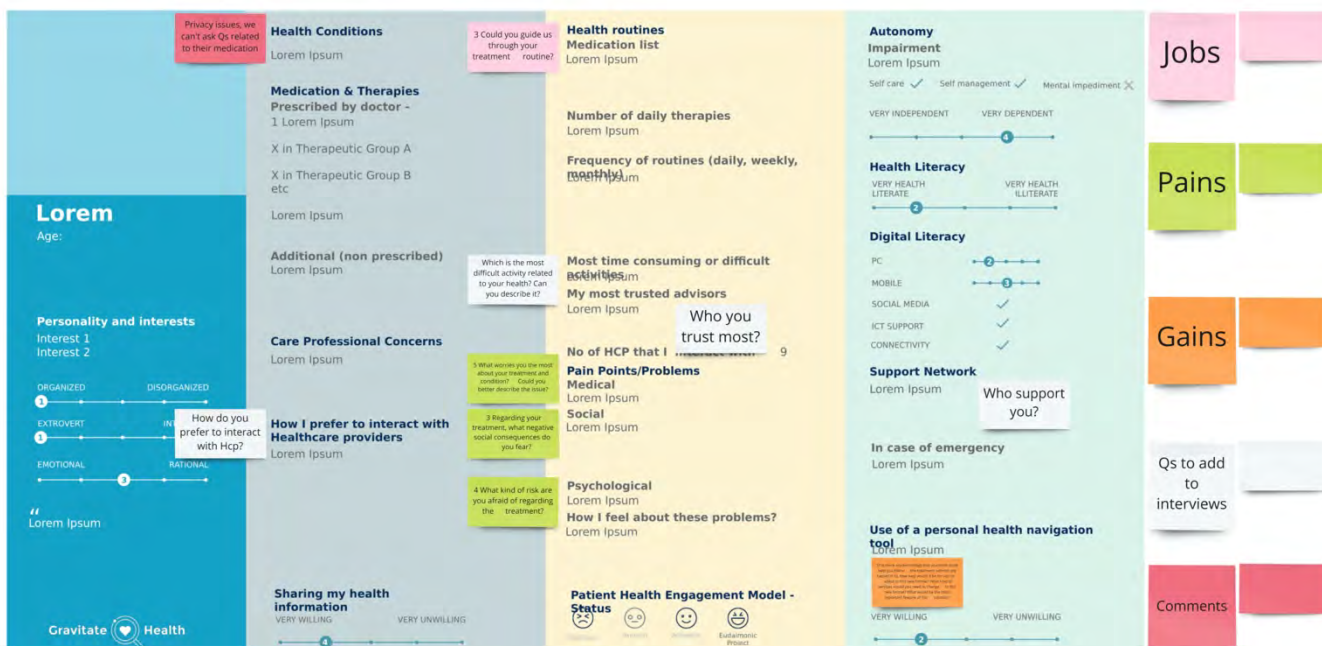 Lorem
Age:
Personality and interests
Interest 1
Interest 2
ORGANIZED DISORGANIZED
1
EXTROVERT
1
EMOTIONAL RATIONAL
3
“
Lorem Ipsum
Gravitate Health
Privacy issues, we
can't ask Qs related
to their medication
Health Conditions
Lorem Ipsum
Medication & Therapies
Prescribed by doctor -
1 Lorem Ipsum
X in Therapeutic Group A
X in Therapeutic Group B
etc
Lorem Ipsum
Additional (non prescribed)
Lorem Ipsum
Care Professional Concerns
Lorem Ipsum
How do you
prefer to interact
with Hcp?
How I prefer to interact with
Healthcare providers
Lorem Ipsum
Sharing my health
information
VERY WILLING VERY UNWILLING
4
3 Could you guide us
through your
treatment routine?
Health routines
Medication list
Lorem Ipsum
Number of daily therapies
Lorem Ipsum
Frequency of routines (daily, weekly,
monthly)
Lorem Ipsum
Which is the most
difficult activity related
to your health? Can
you describe it?
Most time consuming or difficult
activities
Lorem Ipsum
My most trusted advisors
Lorem Ipsum
Who you
trust most?
No of HCP that I interact with 9
5 What worries you the most
about your treatment and
condition? Could you
better describe the issue?
Pain Points/Problems
Medical
Lorem Ipsum
3 Regarding your
treatment, what negative
social consequences do
you fear?
Social
Lorem Ipsum
4 What kind of risk are
you afraid of regarding
the treatment?
Psychological
Lorem Ipsum
How I feel about these problems?
Lorem Ipsum
Patient Health Engagement Model -
Status
Eudaimonic
Project
Autonomy
Impairment
Lorem Ipsum
Self care Self management Mental impediment
VERY INDEPENDENT VERY DEPENDENT
4
Health Literacy
VERY HEALTH
LITERATE
VERY HEALTH
ILLITERATE
2
Digital Literacy
PC 2
MOBILE 3
SOCIAL MEDIA
ICT SUPPORT
CONNECTIVITY
Support Network
Lorem Ipsum
Who support
you?
In case of emergency
Lorem Ipsum
Use of a personal health navigation
tool
Lorem Ipsum
VERY WILLING VERY UNWILLING
2
Jobs
Pains
Gains
Qs to add
to
interviews
Comments